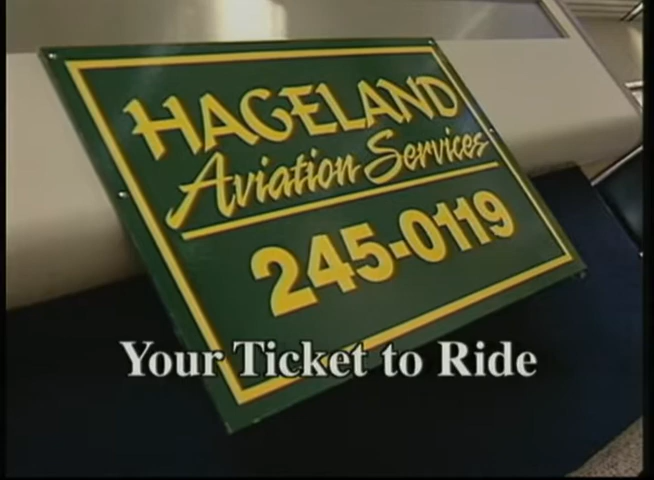 HAGELAND
Aviation Services
245-0119
Your Ticket to Ride